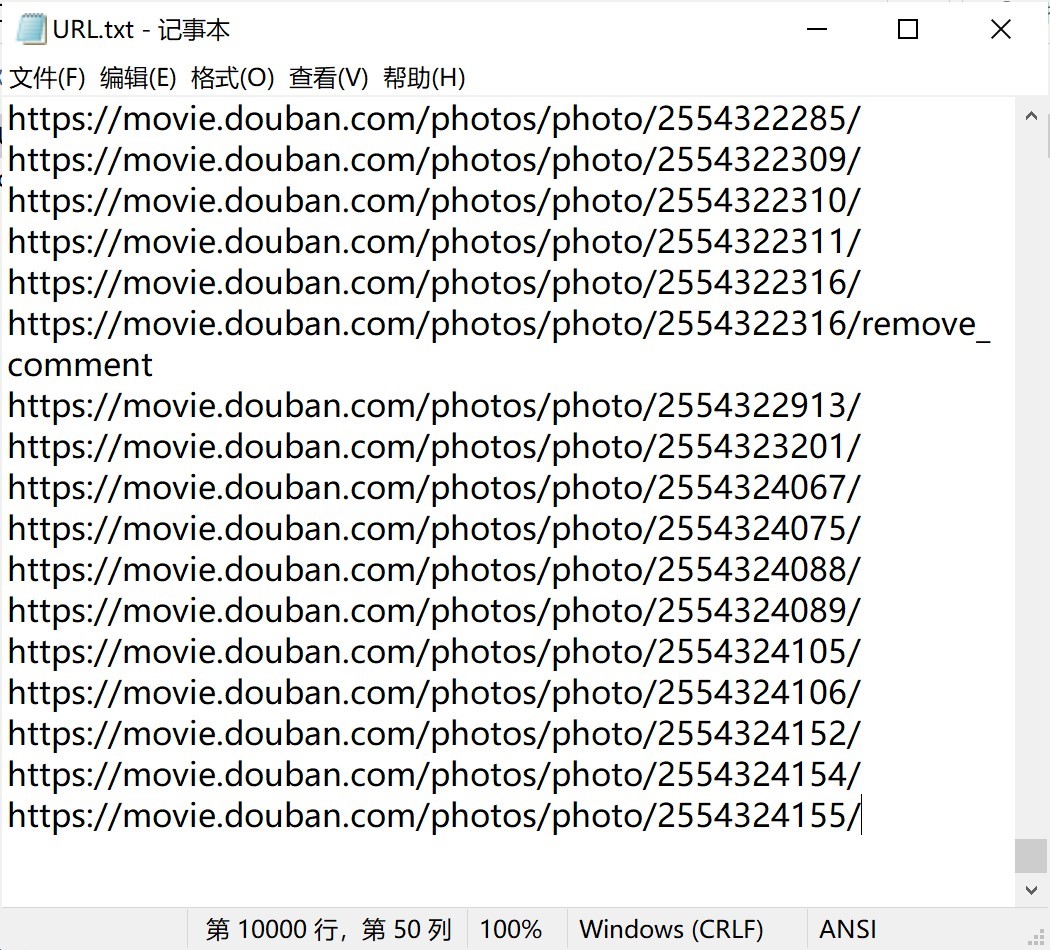 URL.txt - 记事本
文件(F) 编辑(E) 格式(O) 查看(V) 帮助(H)
https://movie.douban.com/photos/photo/2554322285/
https://movie.douban.com/photos/photo/2554322309/
https://movie.douban.com/photos/photo/2554322310/
https://movie.douban.com/photos/photo/2554322311/
https://movie.douban.com/photos/photo/2554322316/
https://movie.douban.com/photos/photo/2554322316/remove_
comment
https://movie.douban.com/photos/photo/2554322913/
https://movie.douban.com/photos/photo/2554323201/
https://movie.douban.com/photos/photo/2554324067/
https://movie.douban.com/photos/photo/2554324075/
https://movie.douban.com/photos/photo/2554324088/
https://movie.douban.com/photos/photo/2554324089/
https://movie.douban.com/photos/photo/2554324105/
https://movie.douban.com/photos/photo/2554324106/
https://movie.douban.com/photos/photo/2554324152/
https://movie.douban.com/photos/photo/2554324154/
https://movie.douban.com/photos/photo/2554324155/
第 10000 行，第 50 列 100% Windows (CRLF) ANSI